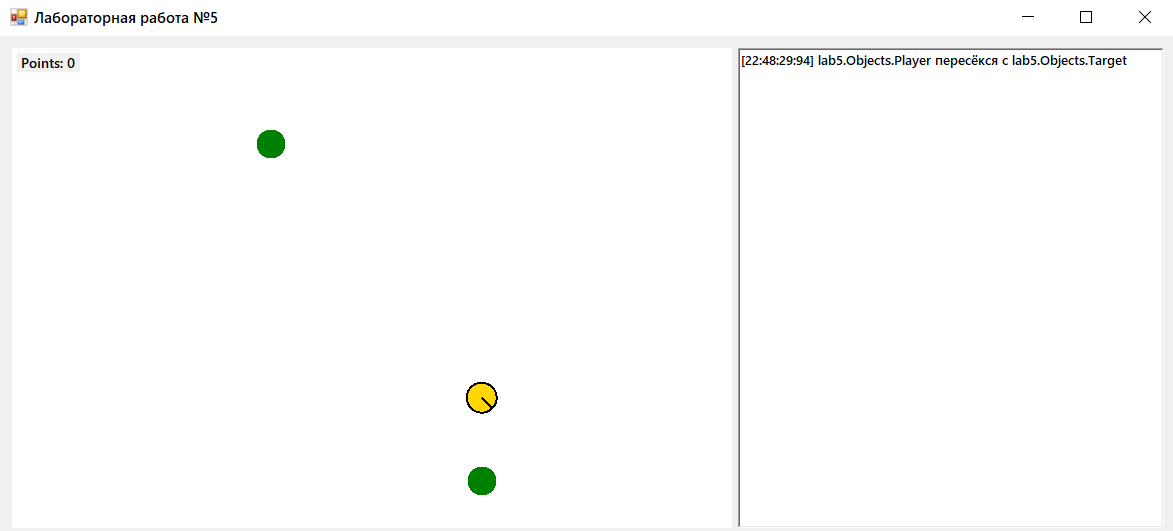 Лабораторная работа №5
Points: 0
[22:48:29:94] lab5.Objects.Player пересёкся с lab5.Objects.Target